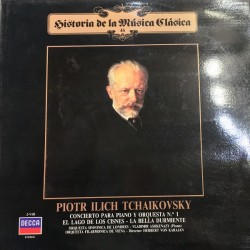 Historia de la Música Clásica
46
PIOTR ILICH TCHAIKOVSKY
CONCIERTO PARA PIANO Y ORQUESTA N.º 1
EL LAGO DE LOS CISNES - LA BELLA DURMIENTE
ORQUESTA SINFONICA DE LONDRES - VLADIMIR ASHKENAZY (Piano)
ORQUESTA FILARMONICA DE VIENA - Director: HERBERT VON KARAJAN
DECCA